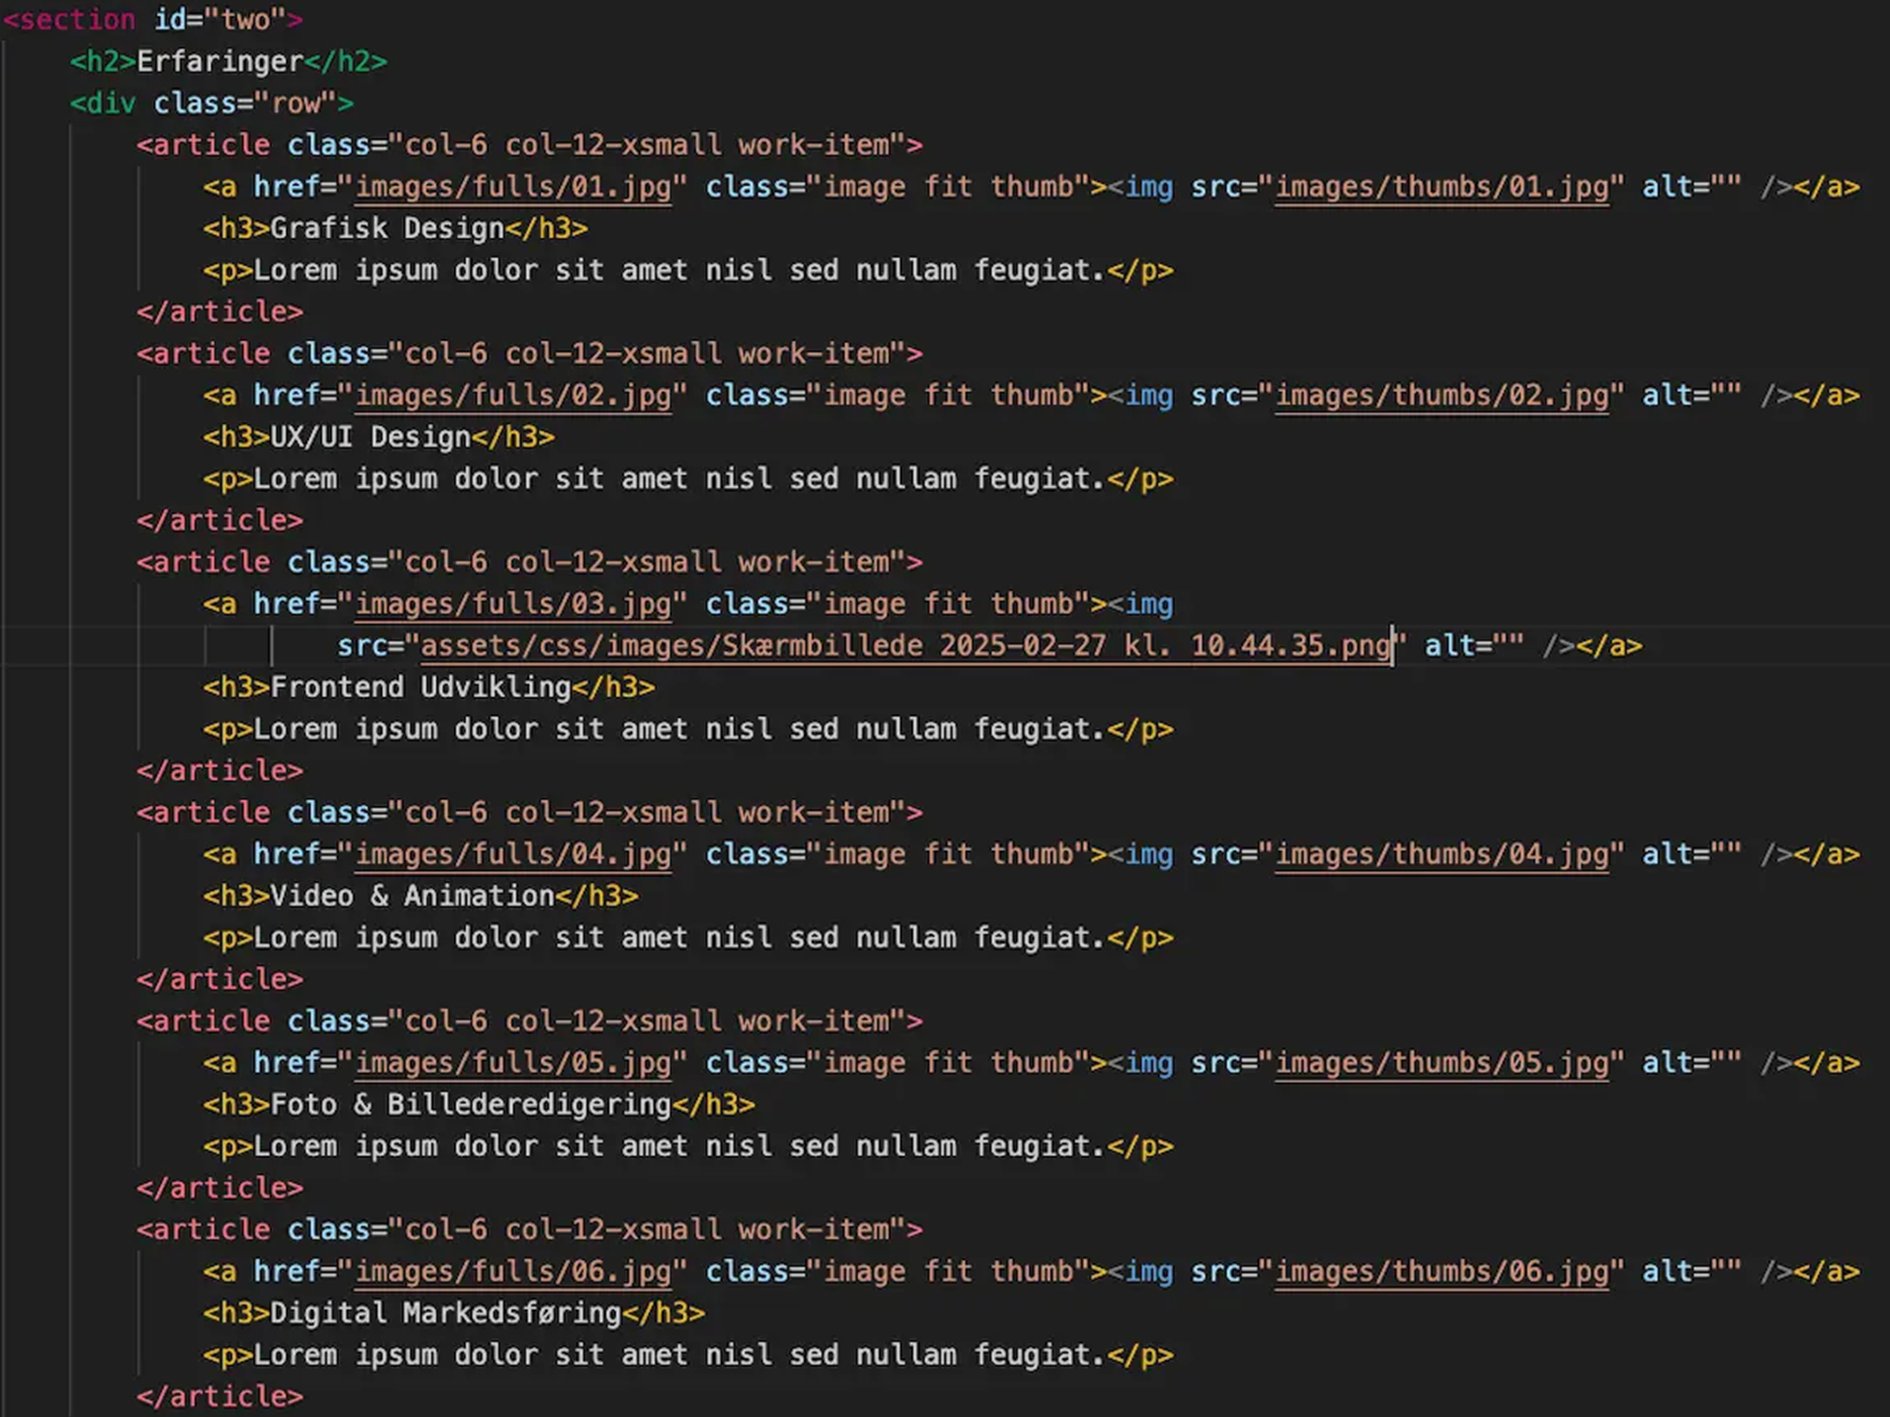 <section id="two">
<h2>Erfaringer</h2>
<div class="row">
<article class="col-6 col-12-xsmall work-item">
<a href="images/fulls/01.jpg" class="image fit thumb"><img src="images/thumbs/01.jpg" alt="" /></a>
<h3>Grafisk Design</h3>
<p>Lorem ipsum dolor sit amet nisl sed nullam feugiat.</p>
</article>
<article class="col-6 col-12-xsmall work-item">
<a href="images/fulls/02.jpg" class="image fit thumb"><img src="images/thumbs/02.jpg" alt="" /></a>
<h3>UX/UI Design</h3>
<p>Lorem ipsum dolor sit amet nisl sed nullam feugiat.</p>
</article>
<article class="col-6 col-12-xsmall work-item">
<a href="images/fulls/03.jpg" class="image fit thumb"><img
src="assets/css/images/Skærmbillede 2025-02-27 kl. 10.44.35.png" alt="" /></a>
<h3>Frontend Udvikling</h3>
<p>Lorem ipsum dolor sit amet nisl sed nullam feugiat.</p>
</article>
<article class="col-6 col-12-xsmall work-item">
<a href="images/fulls/04.jpg" class="image fit thumb"><img src="images/thumbs/04.jpg" alt="" /></a>
<h3>Video & Animation</h3>
<p>Lorem ipsum dolor sit amet nisl sed nullam feugiat.</p>
</article>
<article class="col-6 col-12-xsmall work-item">
<a href="images/fulls/05.jpg" class="image fit thumb"><img src="images/thumbs/05.jpg" alt="" /></a>
<h3>Foto & Billederedigering</h3>
<p>Lorem ipsum dolor sit amet nisl sed nullam feugiat.</p>
</article>
<article class="col-6 col-12-xsmall work-item">
<a href="images/fulls/06.jpg" class="image fit thumb"><img src="images/thumbs/06.jpg" alt="" /></a>
<h3>Digital Markedsføring</h3>
<p>Lorem ipsum dolor sit amet nisl sed nullam feugiat.</p>
</article>